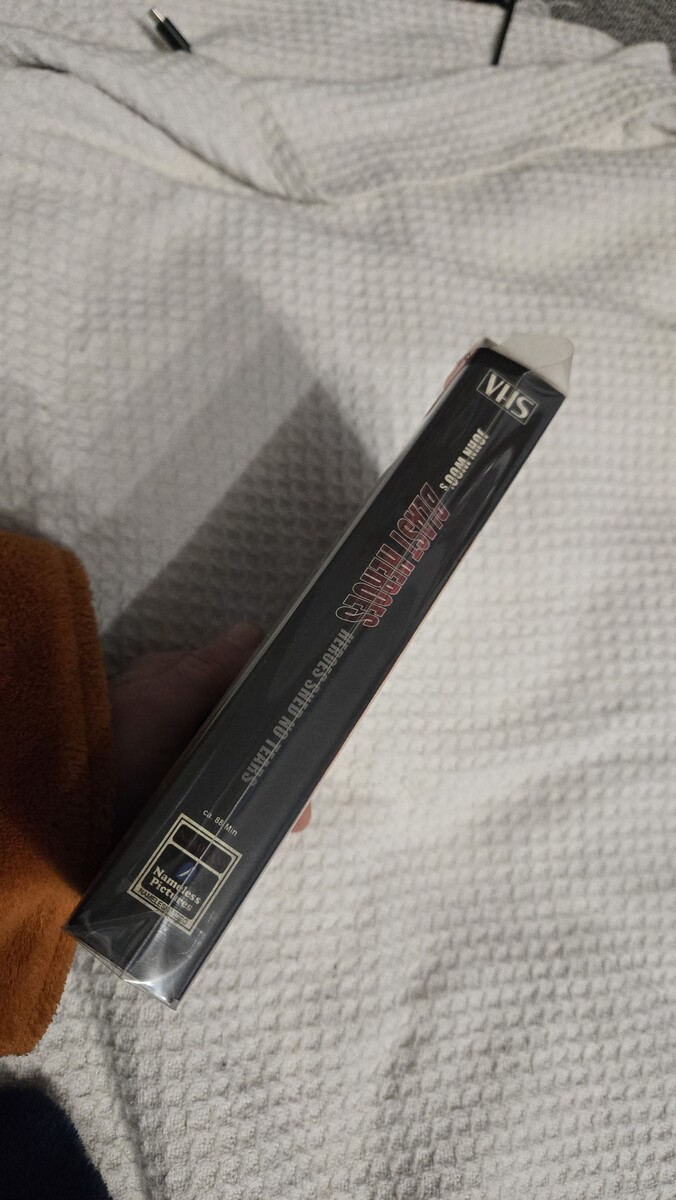 VHS
JOHN WOO's
BLAST HEROES
HEROES SHED NO TEARS
ca. 88 Min
Nameless
Pictures